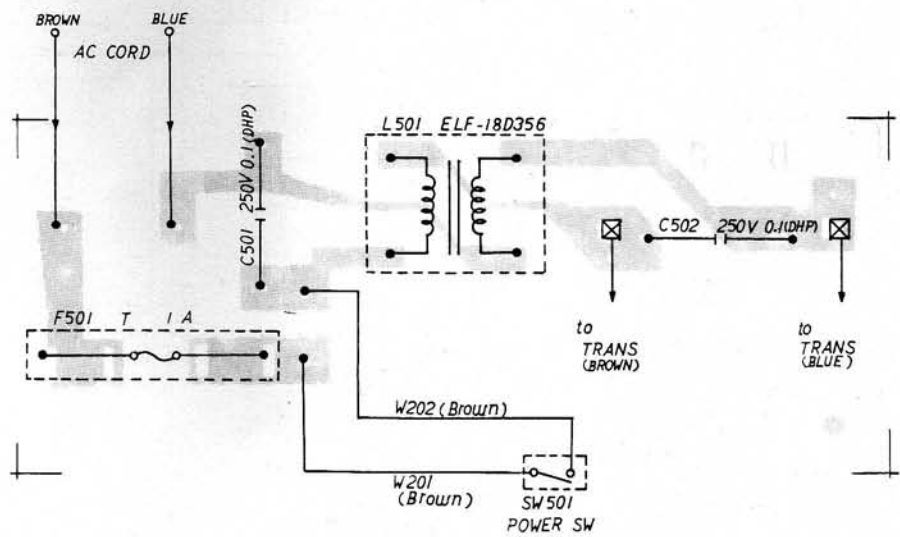 BROWN
BLUE
AC CORD
L501 ELF-18D356
C501 250V 0.1(DHP)
C502 250V 0.1(DHP)
F501 T 1 A
to
TRANS
(BROWN)
to
TRANS
(BLUE)
W202 (Brown)
W201
(Brown)
SW501
POWER SW